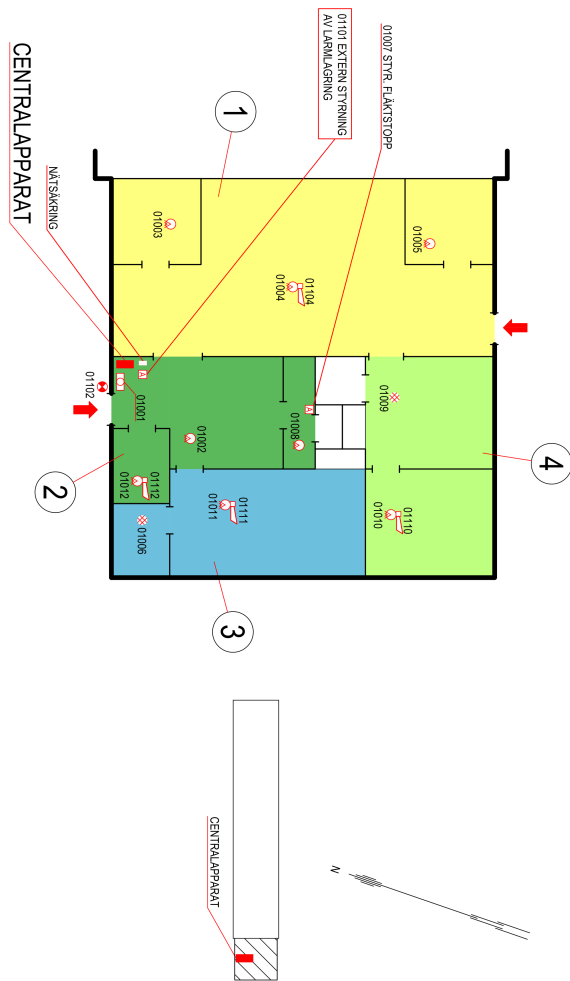 01007 STYR. FLÄKTSTOPP
01101 EXTERN STYRNING
AV LARMLAGRING
1
CENTRALAPPARAT
NÄTSÄKRING
01003
01005
01104
01004
A
A
01102
01001
01002
01008
01009
4
2
01112
01012
01006
01111
01011
01110
01010
3
CENTRALAPPARAT
N